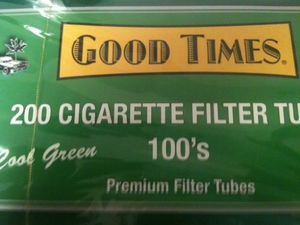 GOOD TIMES®
200 CIGARETTE FILTER TU
Cool Green
100's
Premium Filter Tubes